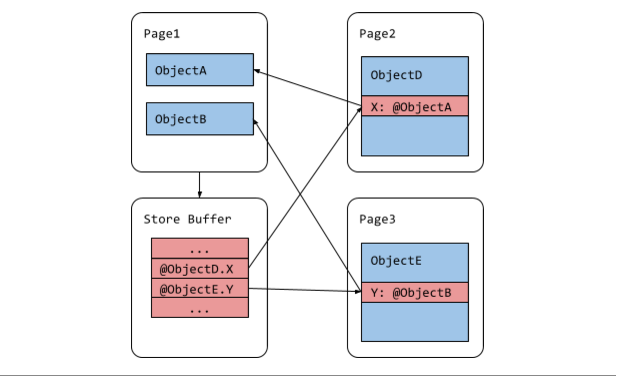 Page1
ObjectA
ObjectB
Page2
ObjectD
X: @ObjectA
Store Buffer
...
@ObjectD.X
@ObjectE.Y
...
Page3
ObjectE
Y: @ObjectB